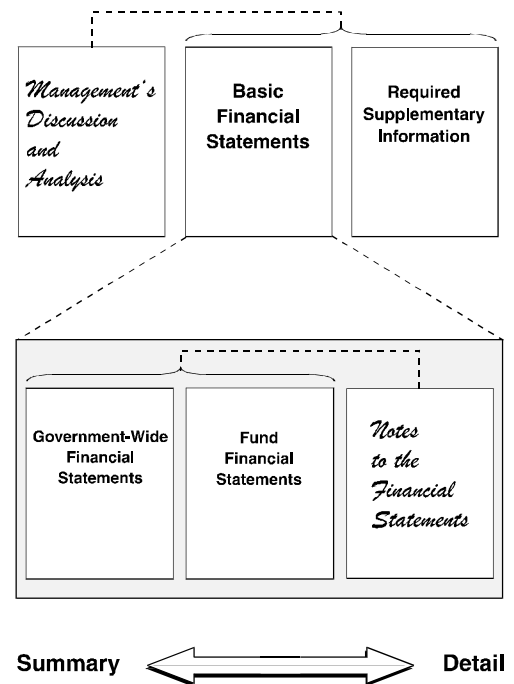 Management's
Discussion
and
Analysis
Basic
Financial
Statements
Required
Supplementary
Information
Government-Wide
Financial
Statements
Fund
Financial
Statements
Notes
to the
Financial
Statements
Summary
Detail